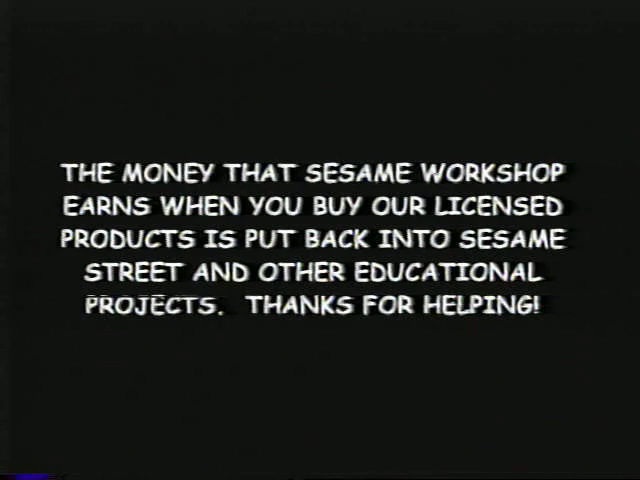 THE MONEY THAT SESAME WORKSHOP
EARNS WHEN YOU BUY OUR LICENSED
PRODUCTS IS PUT BACK INTO SESAME
STREET AND OTHER EDUCATIONAL
PROJECTS. THANKS FOR HELPING!